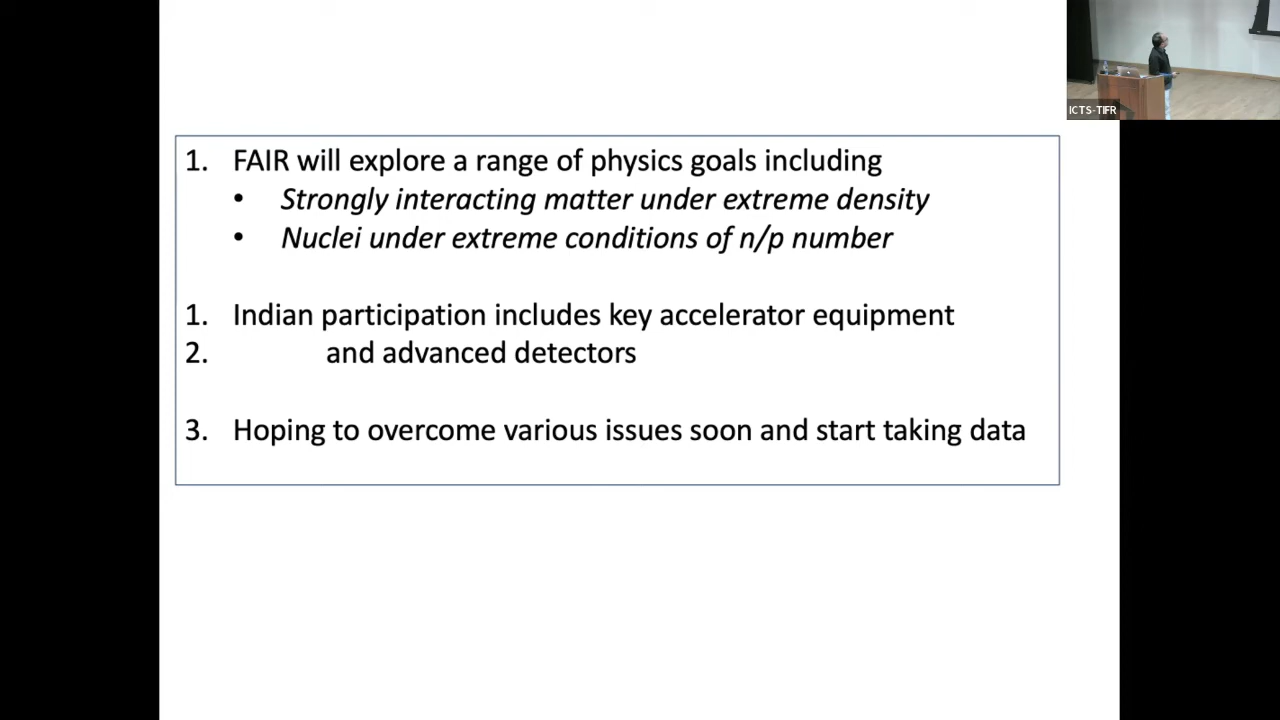 ICTS-TIFR
1. FAIR will explore a range of physics goals including
• Strongly interacting matter under extreme density
• Nuclei under extreme conditions of n/p number
1. Indian participation includes key accelerator equipment
2. and advanced detectors
3. Hoping to overcome various issues soon and start taking data